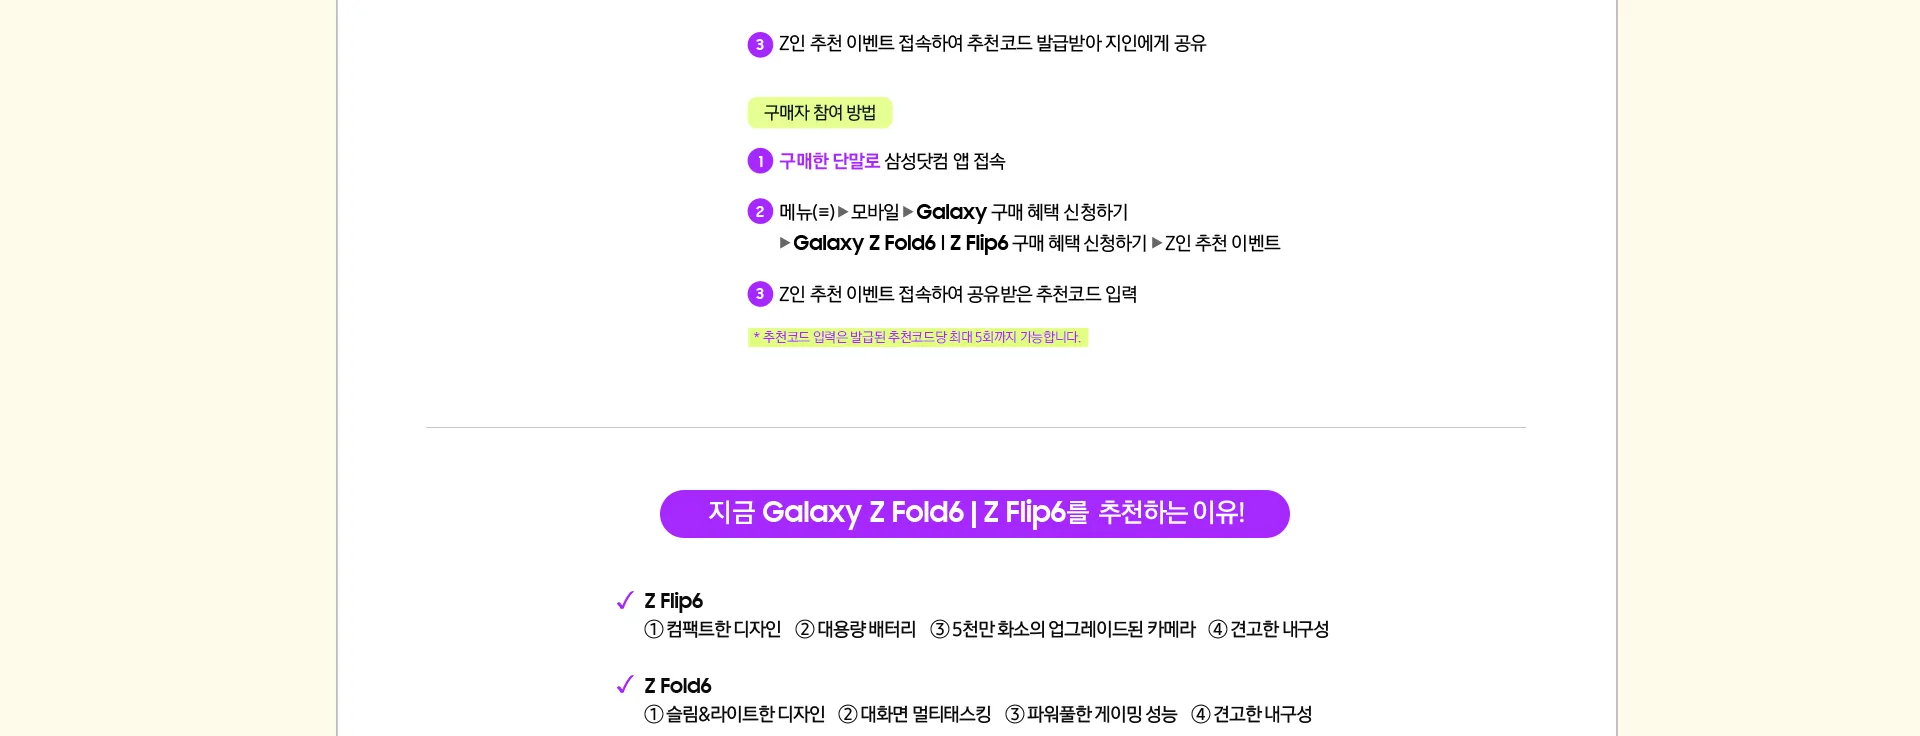 3 Z인 추천 이벤트 접속하여 추천코드 발급받아 지인에게 공유
구매자 참여 방법
1 구매한 단말로 삼성닷컴 앱 접속
2 메뉴(≡)▶모바일▶Galaxy 구매 혜택 신청하기
▶Galaxy Z Fold6 | Z Flip6 구매 혜택 신청하기 ▶Z인 추천 이벤트
3 Z인 추천 이벤트 접속하여 공유받은 추천코드 입력
* 추천코드 입력은 발급된 추천코드당 최대 5회까지 가능합니다.
지금 Galaxy Z Fold6 | Z Flip6를 추천하는 이유!
✓ Z Flip6
① 컴팩트한 디자인 ② 대용량 배터리 ③ 5천만 화소의 업그레이드된 카메라 ④ 견고한 내구성
✓ Z Fold6
① 슬림&라이트한 디자인 ② 대화면 멀티태스킹 ③ 파워풀한 게이밍 성능 ④ 견고한 내구성